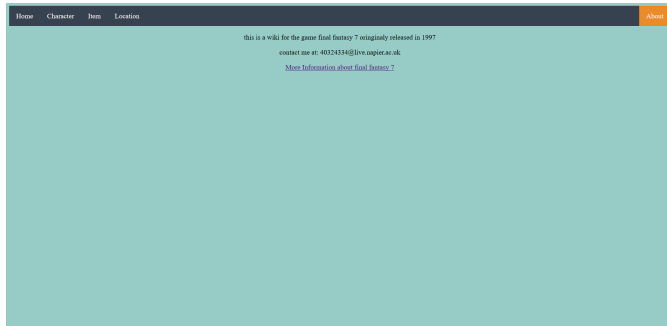 Home Character Item Location About
this is a wiki for the game final fantasy 7 oringinaly released in 1997
contact me at: 40324334@live.napier.ac.uk
More Information about final fantasy 7